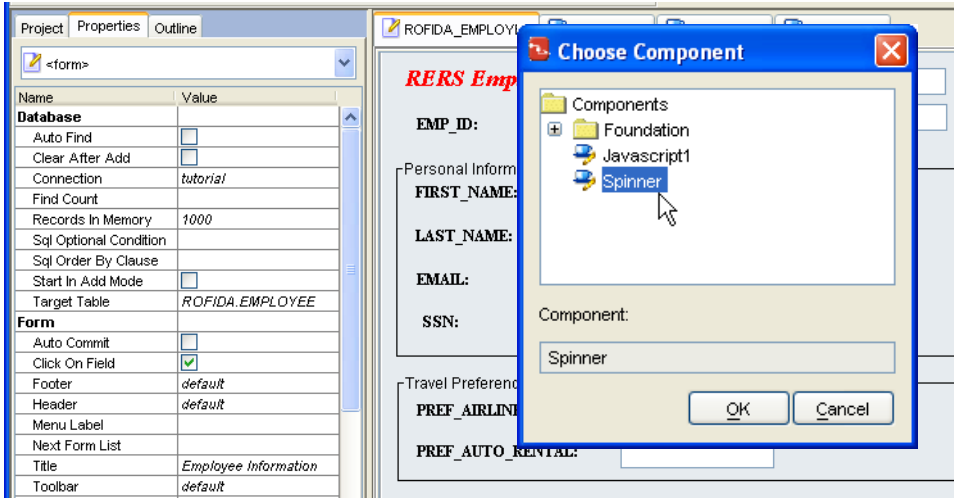 Project Properties Outline
<form>
Name Value
Database
Auto Find
Clear After Add
Connection tutorial
Find Count
Records In Memory 1000
Sql Optional Condition
Sql Order By Clause
Start In Add Mode
Target Table ROFIDA.EMPLOYEE
Form
Auto Commit
Click On Field
Footer default
Header default
Menu Label
Next Form List
Title Employee Information
Toolbar default
RERS Emp
EMP_ID:
Personal Inform
FIRST_NAME:
LAST_NAME:
EMAIL:
SSN:
Travel Preferenc
PREF_AIRLINE
PREF_AUTO_RENTAL:
Choose Component
Components
Foundation
Javascript1
Spinner
Component:
Spinner
OK Cancel